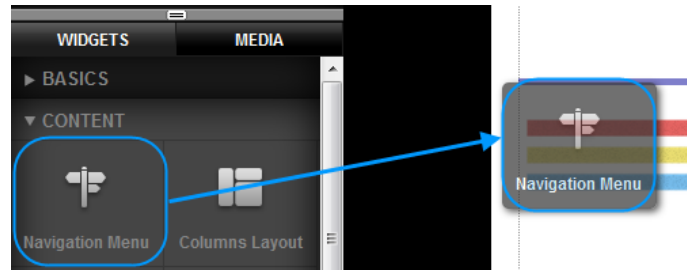 WIDGETS MEDIA
BASICS
CONTENT
Navigation Menu Columns Layout
Navigation Menu